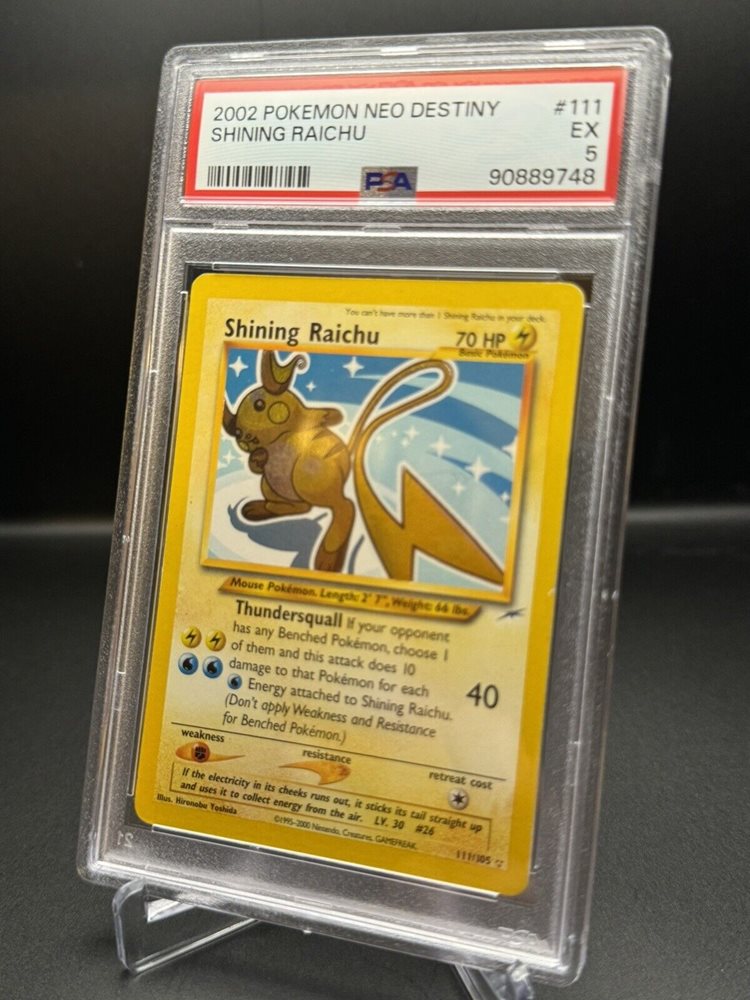 2002 POKEMON NEO DESTINY #111
SHINING RAICHU EX
5
PSA 90889748
You can't have more than 1 Shining Raichu in your deck.
Shining Raichu 70 HP
Basic Pokémon
Mouse Pokémon. Length: 2' 7", Weight: 66 lbs.
Thundersquall If your opponent
has any Benched Pokémon, choose 1
of them and this attack does 10
damage to that Pokémon for each
Energy attached to Shining Raichu.
(Don't apply Weakness and Resistance
for Benched Pokémon.)
40
weakness
resistance
retreat cost
If the electricity in its cheeks runs out, it sticks its tail straight up
and uses it to collect energy from the air. LV. 30 #26
Illus. Hironobu Yoshida
©1995-2000 Nintendo, Creatures, GAMEFREAK.
111/105